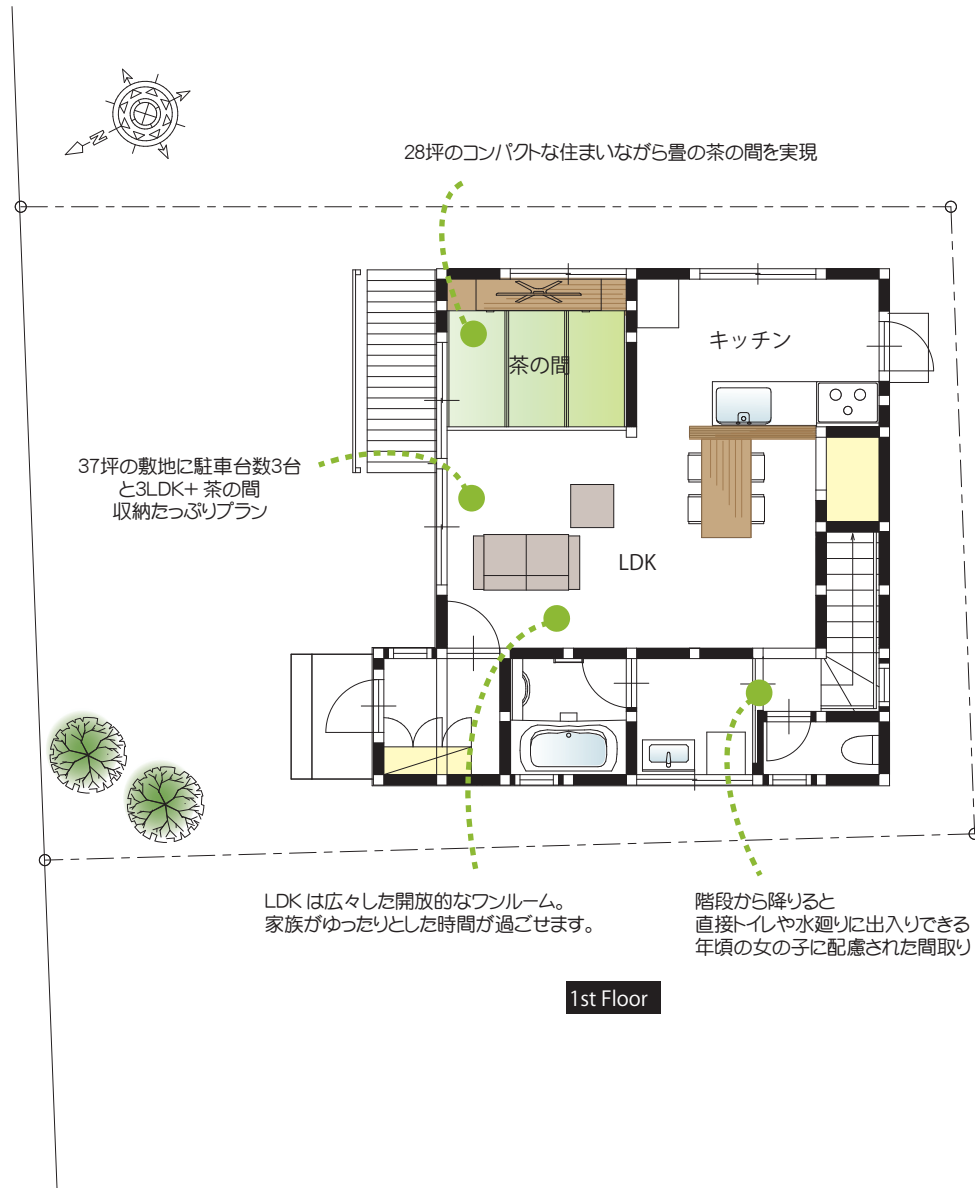 N
28坪のコンパクトな住まいながら畳の茶の間を実現
キッチン
茶の間
37坪の敷地に駐車台数3台
と3LDK+ 茶の間
収納たっぷりプラン
LDK
LDK は広々した開放的なワンルーム。
家族がゆったりとした時間が過ごせます。
階段から降りると
直接トイレや水廻りに出入りできる
年頃の女の子に配慮された間取り
1st Floor